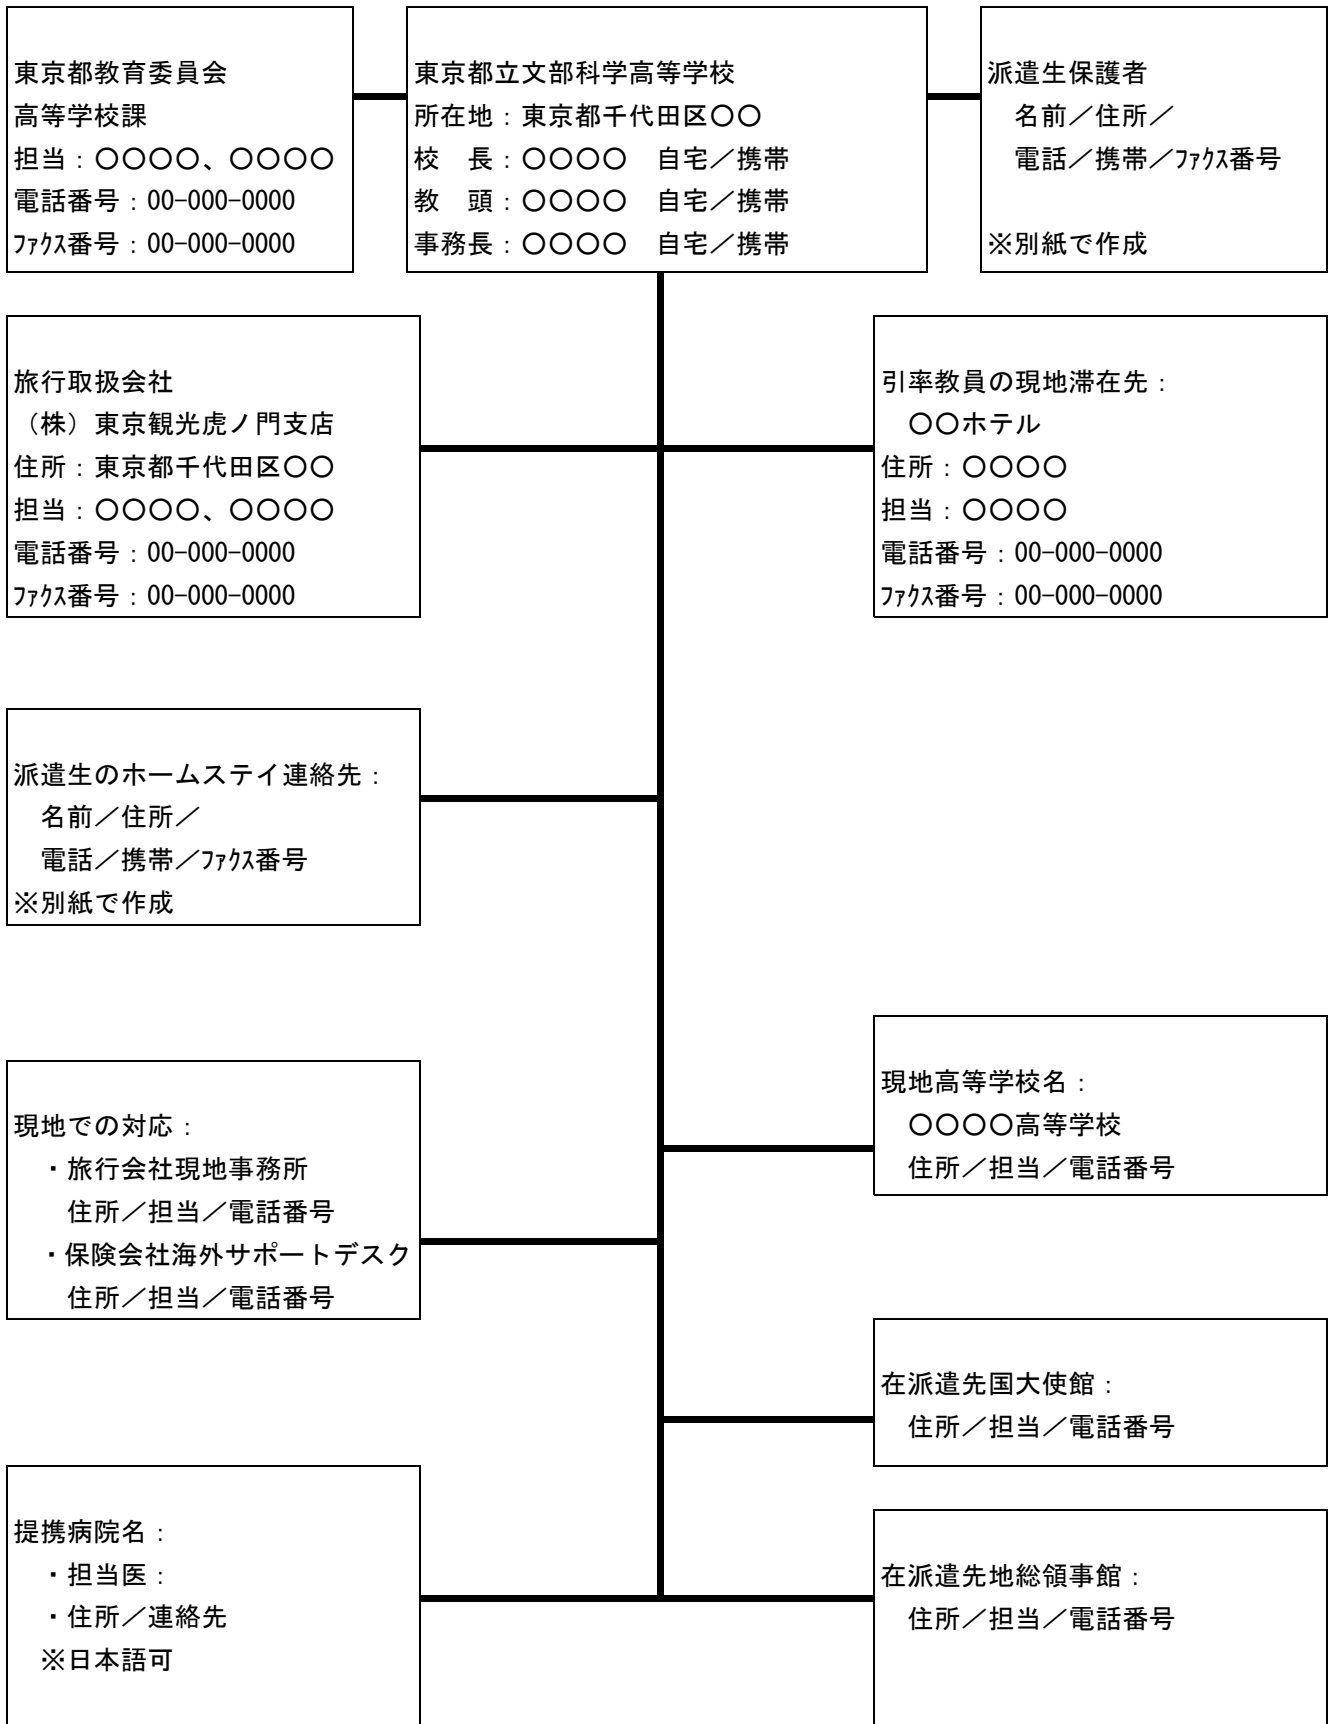 東京都教育委員会
高等学校課
担当：〇〇〇〇、〇〇〇〇
電話番号：00-000-0000
ﾌｧｸｽ番号：00-000-0000
東京都立文部科学高等学校
所在地：東京都千代田区〇〇
校　長：〇〇〇〇　自宅／携帯
教　頭：〇〇〇〇　自宅／携帯
事務長：〇〇〇〇　自宅／携帯
派遣生保護者
　名前／住所／
　電話／携帯／ﾌｧｸｽ番号
※別紙で作成
旅行取扱会社
（株）東京観光虎ノ門支店
住所：東京都千代田区〇〇
担当：〇〇〇〇、〇〇〇〇
電話番号：00-000-0000
ﾌｧｸｽ番号：00-000-0000
引率教員の現地滞在先：
　〇〇ホテル
住所：〇〇〇〇
担当：〇〇〇〇
電話番号：00-000-0000
ﾌｧｸｽ番号：00-000-0000
派遣生のホームステイ連絡先：
　名前／住所／
　電話／携帯／ﾌｧｸｽ番号
※別紙で作成
現地高等学校名：
　〇〇〇〇高等学校
　住所／担当／電話番号
現地での対応：
　・旅行会社現地事務所
　　住所／担当／電話番号
　・保険会社海外サポートデスク
　　住所／担当／電話番号
在派遣先国大使館：
　住所／担当／電話番号
提携病院名：
　・担当医：
　・住所／連絡先
　※日本語可
在派遣先地総領事館：
　住所／担当／電話番号